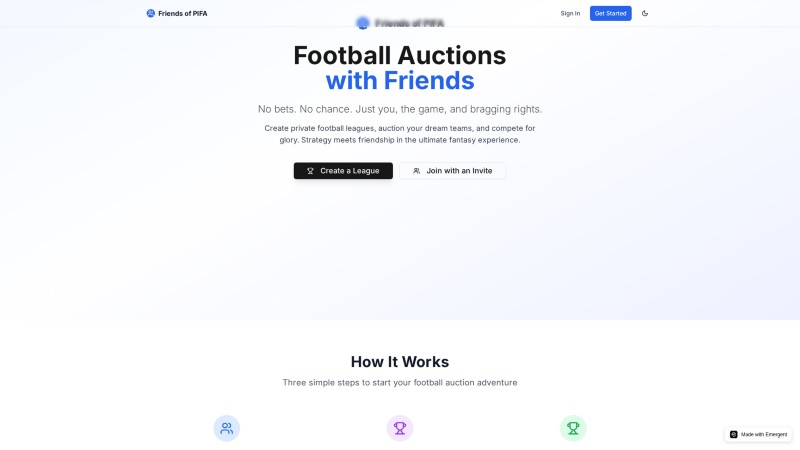 Friends of PIFA
Sign In
Get Started
Friends of PIFA
Football Auctions
with Friends
No bets. No chance. Just you, the game, and bragging rights.
Create private football leagues, auction your dream teams, and compete for
glory. Strategy meets friendship in the ultimate fantasy experience.
Create a League
Join with an Invite
How It Works
Three simple steps to start your football auction adventure
Made with Emergent